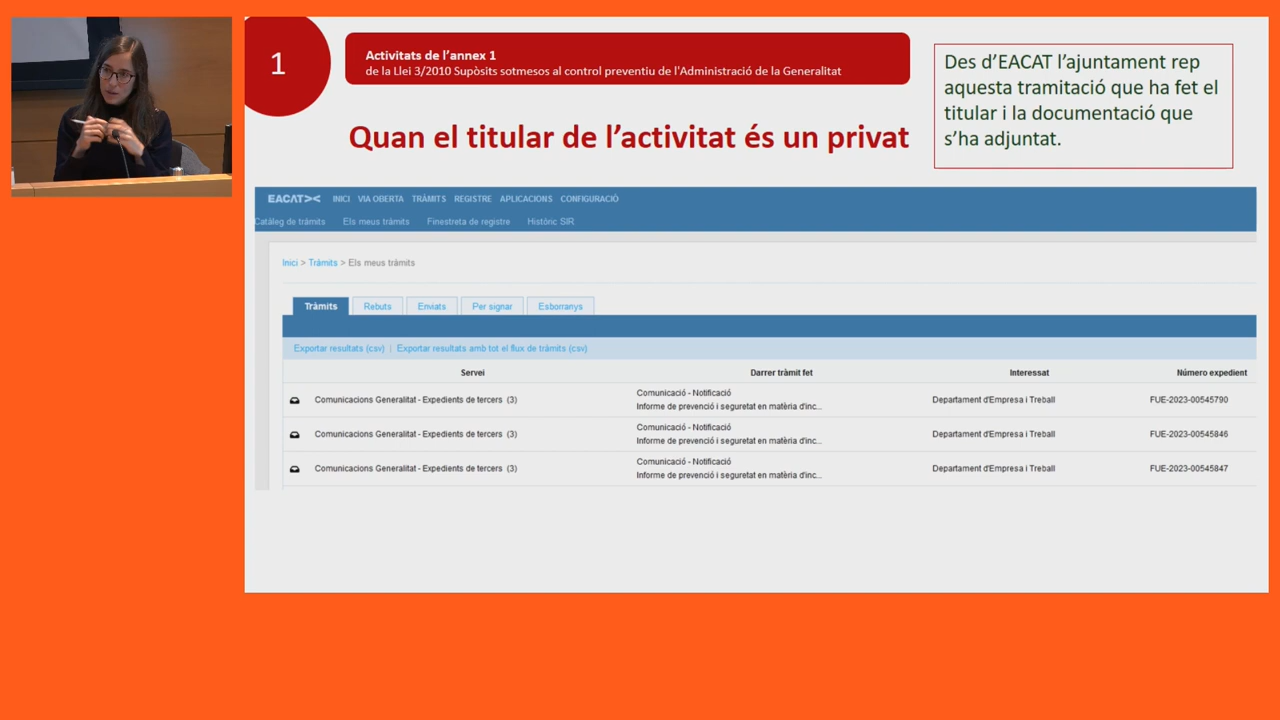 1
Activitats de l’annex 1
de la Llei 3/2010 Supòsits sotmesos al control preventiu de l'Administració de la Generalitat
Des d’EACAT l’ajuntament rep
aquesta tramitació que ha fet el
titular i la documentació que
s’ha adjuntat.
Quan el titular de l’activitat és un privat
EACAT INICI VIA OBERTA TRÀMITS REGISTRE APLICACIONS CONFIGURACIÓ
Catàleg de tràmits Els meus tràmits Finestreta de registre Històric SIR
Inici > Tràmits > Els meus tràmits
Tràmits Rebuts Enviats Per signar Esborranys
Exportar resultats (csv) | Exportar resultats amb tot el flux de tràmits (csv)
Servei Darrer tràmit fet Interessat Número expedient
Comunicació - Notificació
Comunicacions Generalitat - Expedients de tercers (3) Departament d'Empresa i Treball FUE-2023-00545790
Informe de prevenció i seguretat en matèria d'inc...
Comunicació - Notificació
Comunicacions Generalitat - Expedients de tercers (3) Departament d'Empresa i Treball FUE-2023-00545846
Informe de prevenció i seguretat en matèria d'inc...
Comunicació - Notificació
Comunicacions Generalitat - Expedients de tercers (3) Departament d'Empresa i Treball FUE-2023-00545847
Informe de prevenció i seguretat en matèria d'inc...